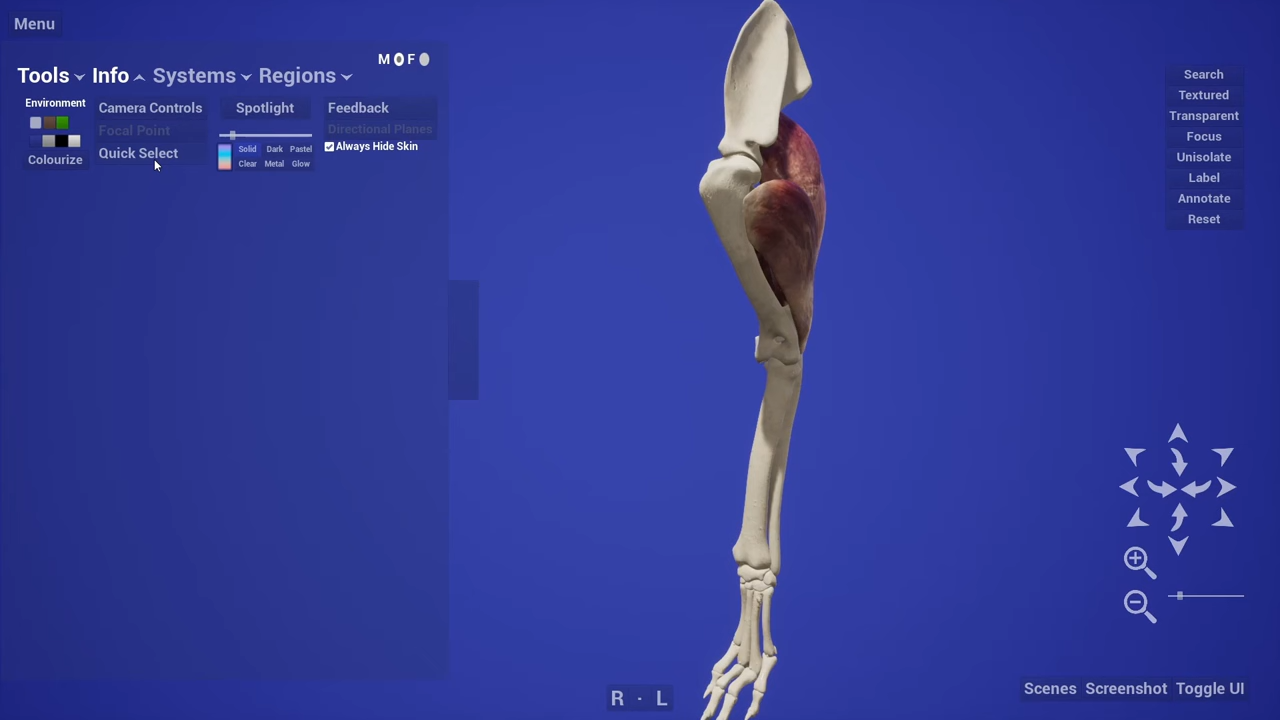 Menu
M F
Tools Info Systems Regions
Environment
Colourize
Camera Controls
Focal Point
Quick Select
Spotlight
Solid Dark Pastel
Clear Metal Glow
Feedback
Directional Planes
Always Hide Skin
Search
Textured
Transparent
Focus
Unisolate
Label
Annotate
Reset
R · L
Scenes Screenshot Toggle UI